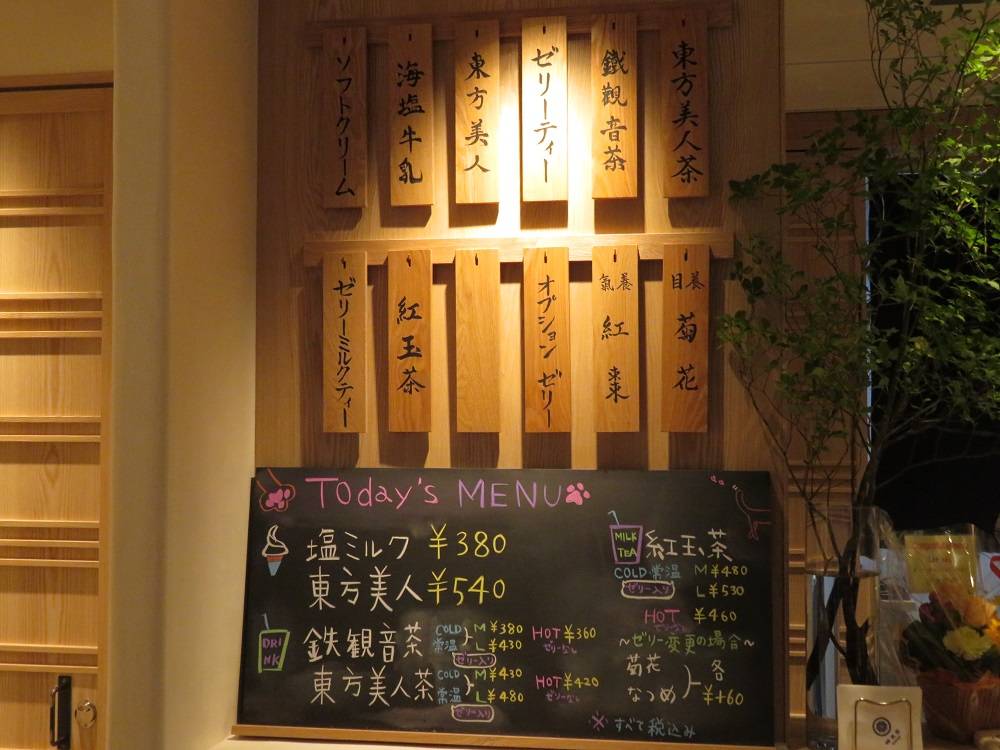 東方美人茶
鐵觀音茶
ゼリーティー
東方美人
海塩牛乳
ソフトクリーム
養目
菊花
養氣
紅棗
オプションゼリー
紅玉茶
ゼリーミルクティー
Today's MENU
塩ミルク ¥380
東方美人 ¥540
DRINK
鉄観音茶 COLD 常温 M ¥380 L ¥430 ゼリー入り HOT ¥360 ゼリーなし
東方美人茶 COLD 常温 M ¥430 L ¥480 ゼリー入り HOT ¥420 ゼリーなし
MILK TEA
紅玉茶
COLD・常温 M ¥480
ゼリー入り L ¥530
HOT ¥460
ゼリーなし
～ゼリー変更の場合～
菊花
なつめ
各
¥+60
※すべて税込み